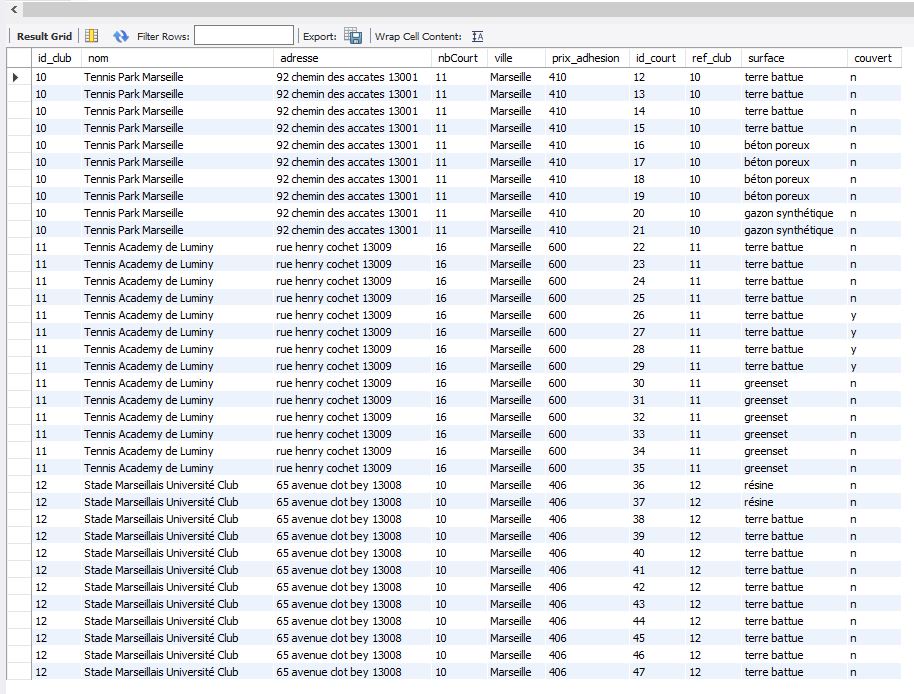 Result Grid Filter Rows: Export: Wrap Cell Content: IA
id_club nom adresse nbCourt ville prix_adhesion id_court ref_club surface couvert
10 Tennis Park Marseille 92 chemin des accates 13001 11 Marseille 410 12 10 terre battue n
10 Tennis Park Marseille 92 chemin des accates 13001 11 Marseille 410 13 10 terre battue n
10 Tennis Park Marseille 92 chemin des accates 13001 11 Marseille 410 14 10 terre battue n
10 Tennis Park Marseille 92 chemin des accates 13001 11 Marseille 410 15 10 terre battue n
10 Tennis Park Marseille 92 chemin des accates 13001 11 Marseille 410 16 10 béton poreux n
10 Tennis Park Marseille 92 chemin des accates 13001 11 Marseille 410 17 10 béton poreux n
10 Tennis Park Marseille 92 chemin des accates 13001 11 Marseille 410 18 10 béton poreux n
10 Tennis Park Marseille 92 chemin des accates 13001 11 Marseille 410 19 10 béton poreux n
10 Tennis Park Marseille 92 chemin des accates 13001 11 Marseille 410 20 10 gazon synthétique n
10 Tennis Park Marseille 92 chemin des accates 13001 11 Marseille 410 21 10 gazon synthétique n
11 Tennis Academy de Luminy rue henry cochet 13009 16 Marseille 600 22 11 terre battue n
11 Tennis Academy de Luminy rue henry cochet 13009 16 Marseille 600 23 11 terre battue n
11 Tennis Academy de Luminy rue henry cochet 13009 16 Marseille 600 24 11 terre battue n
11 Tennis Academy de Luminy rue henry cochet 13009 16 Marseille 600 25 11 terre battue n
11 Tennis Academy de Luminy rue henry cochet 13009 16 Marseille 600 26 11 terre battue y
11 Tennis Academy de Luminy rue henry cochet 13009 16 Marseille 600 27 11 terre battue y
11 Tennis Academy de Luminy rue henry cochet 13009 16 Marseille 600 28 11 terre battue y
11 Tennis Academy de Luminy rue henry cochet 13009 16 Marseille 600 29 11 terre battue y
11 Tennis Academy de Luminy rue henry cochet 13009 16 Marseille 600 30 11 greenset n
11 Tennis Academy de Luminy rue henry cochet 13009 16 Marseille 600 31 11 greenset n
11 Tennis Academy de Luminy rue henry cochet 13009 16 Marseille 600 32 11 greenset n
11 Tennis Academy de Luminy rue henry cochet 13009 16 Marseille 600 33 11 greenset n
11 Tennis Academy de Luminy rue henry cochet 13009 16 Marseille 600 34 11 greenset n
11 Tennis Academy de Luminy rue henry cochet 13009 16 Marseille 600 35 11 greenset n
12 Stade Marseillais Université Club 65 avenue clot bey 13008 10 Marseille 406 36 12 résine n
12 Stade Marseillais Université Club 65 avenue clot bey 13008 10 Marseille 406 37 12 résine n
12 Stade Marseillais Université Club 65 avenue clot bey 13008 10 Marseille 406 38 12 terre battue n
12 Stade Marseillais Université Club 65 avenue clot bey 13008 10 Marseille 406 39 12 terre battue n
12 Stade Marseillais Université Club 65 avenue clot bey 13008 10 Marseille 406 40 12 terre battue n
12 Stade Marseillais Université Club 65 avenue clot bey 13008 10 Marseille 406 41 12 terre battue n
12 Stade Marseillais Université Club 65 avenue clot bey 13008 10 Marseille 406 42 12 terre battue n
12 Stade Marseillais Université Club 65 avenue clot bey 13008 10 Marseille 406 43 12 terre battue n
12 Stade Marseillais Université Club 65 avenue clot bey 13008 10 Marseille 406 44 12 terre battue n
12 Stade Marseillais Université Club 65 avenue clot bey 13008 10 Marseille 406 45 12 terre battue n
12 Stade Marseillais Université Club 65 avenue clot bey 13008 10 Marseille 406 46 12 terre battue n
12 Stade Marseillais Université Club 65 avenue clot bey 13008 10 Marseille 406 47 12 terre battue n